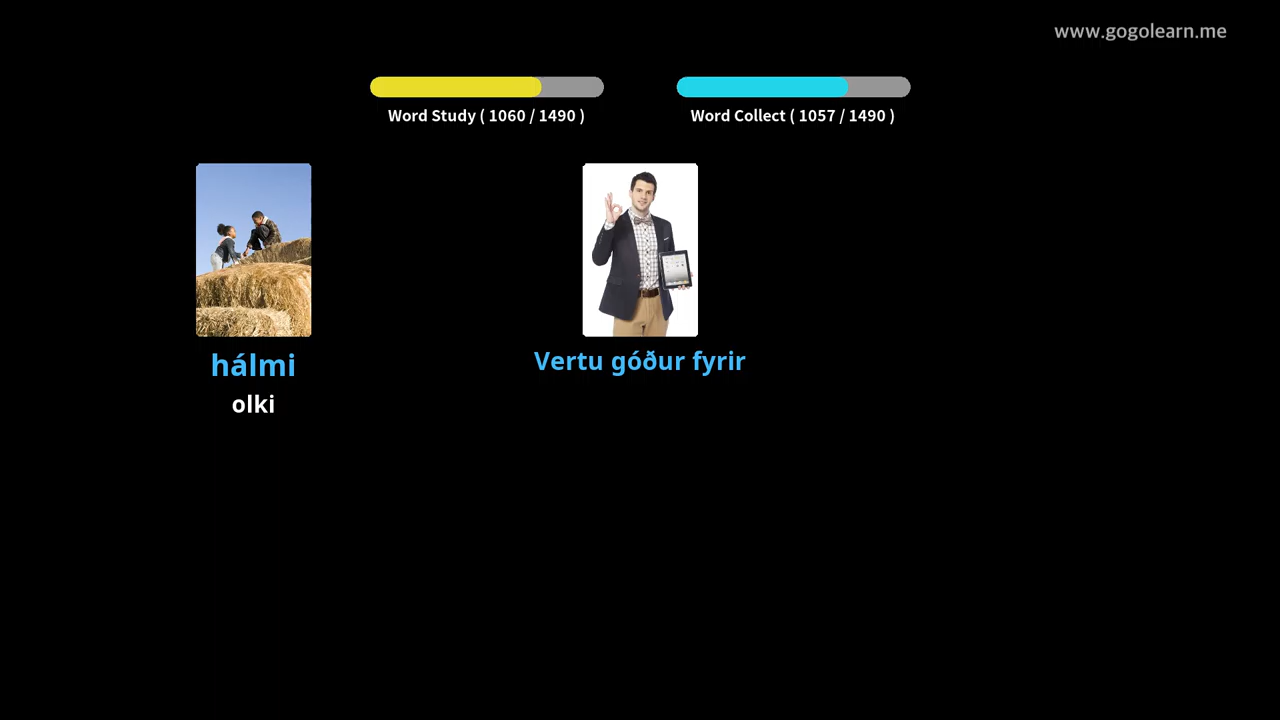 www.gogolearn.me
Word Study ( 1060 / 1490 )
Word Collect ( 1057 / 1490 )
hálmi
olki
Vertu góður fyrir